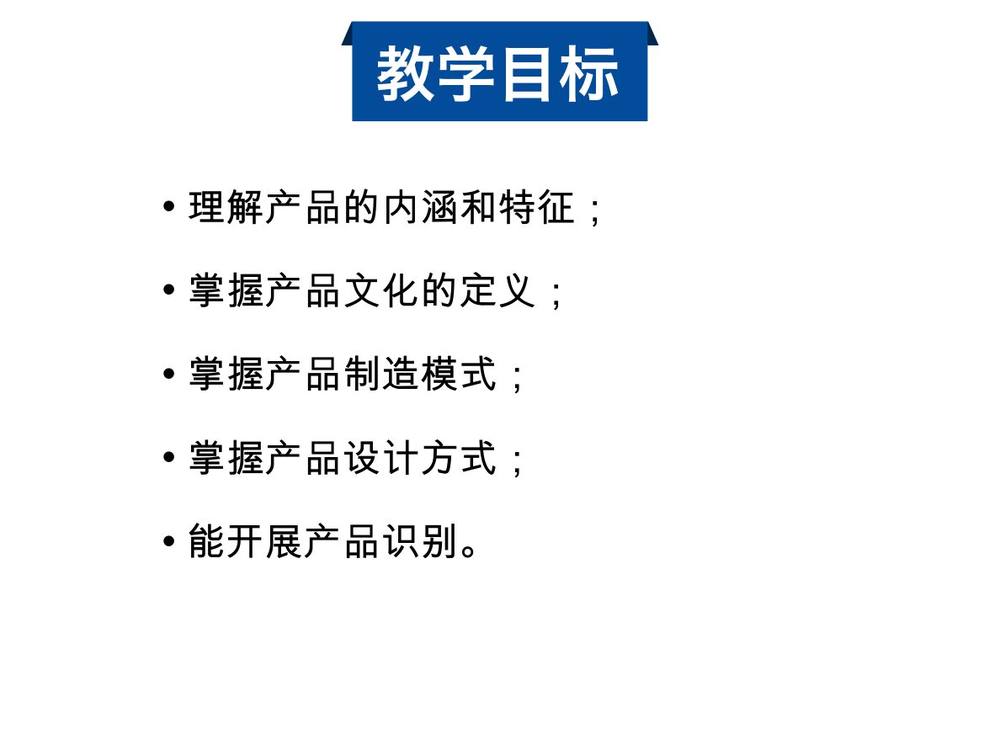 教学目标
• 理解产品的内涵和特征；
• 掌握产品文化的定义；
• 掌握产品制造模式；
• 掌握产品设计方式；
• 能开展产品识别。